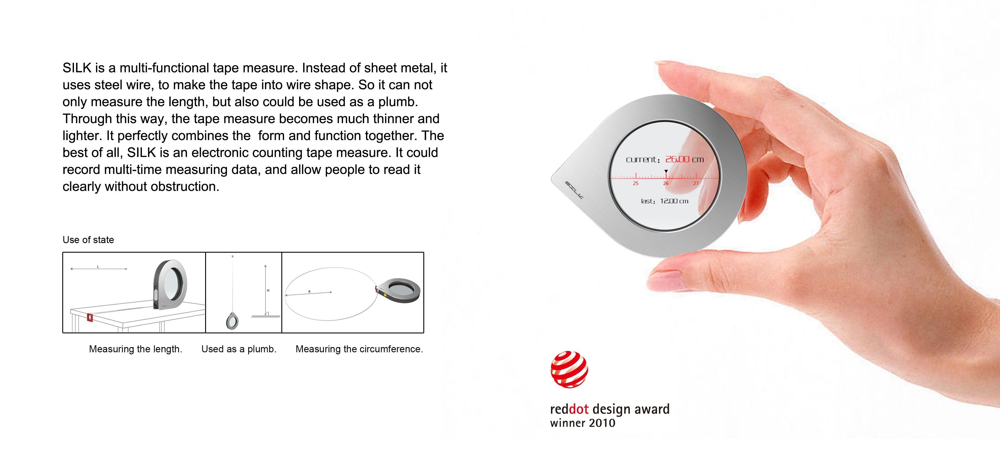 SILK is a multi-functional tape measure. Instead of sheet metal, it
uses steel wire, to make the tape into wire shape. So it can not
only measure the length, but also could be used as a plumb.
Through this way, the tape measure becomes much thinner and
lighter. It perfectly combines the  form and function together. The
best of all, SILK is an electronic counting tape measure. It could
record multi-time measuring data, and allow people to read it
clearly without obstruction.
Use of state
L
H
R
Measuring the length.
Used as a plumb.
Measuring the circumference.
current: 26.00 cm
25 26 27
last: 12.00 cm
SILK
reddot design award
winner 2010